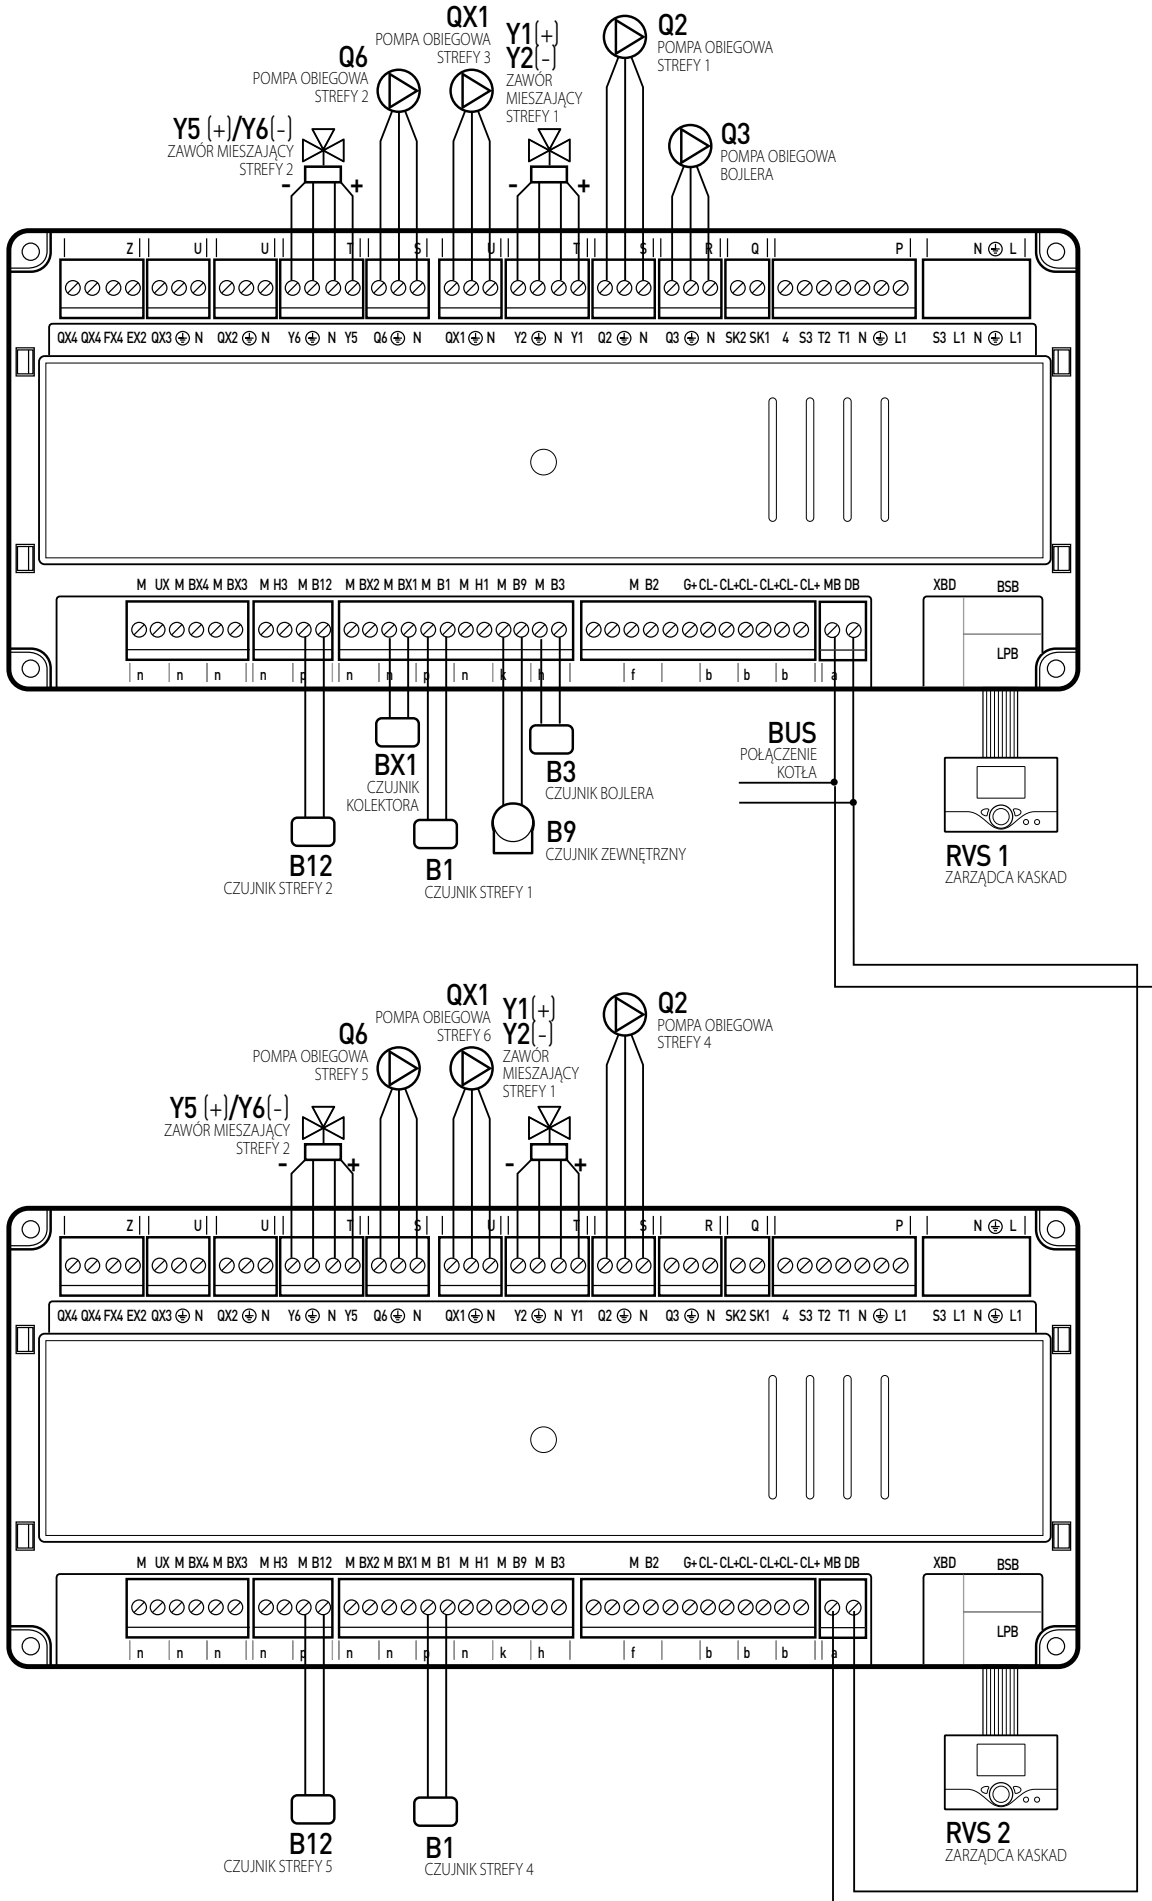 QX1
POMPA OBIEGOWA
STREFY 3
Y1(+)
Y2(-)
ZAWÓR
MIESZAJĄCY
STREFY 1
Q2
POMPA OBIEGOWA
STREFY 1
Q6
POMPA OBIEGOWA
STREFY 2
Y5 (+)/Y6(-)
ZAWÓR MIESZAJĄCY
STREFY 2
Q3
POMPA OBIEGOWA
BOJLERA
- + - +
Z U U T S U T S R Q P N L
QX4 QX4 FX4 EX2 QX3 N QX2 N Y6 N Y5 Q6 N QX1 N Y2 N Y1 Q2 N Q3 N SK2 SK1 4 S3 T2 T1 N L1 S3 L1 N L1
M UX M BX4 M BX3 M H3 M B12 M BX2 M BX1 M B1 M H1 M B9 M B3 M B2 G+ CL- CL+ CL- CL+ CL- CL+ MB DB XBD BSB
LPB
n n n n p n n p n k h f b b b a
BUS
POŁĄCZENIE
KOTŁA
BX1
CZUJNIK
KOLEKTORA
B3
CZUJNIK BOJLERA
B9
CZUJNIK ZEWNĘTRZNY
B12
CZUJNIK STREFY 2
B1
CZUJNIK STREFY 1
RVS 1
ZARZĄDCA KASKAD
QX1
POMPA OBIEGOWA
STREFY 6
Y1(+)
Y2(-)
ZAWÓR
MIESZAJĄCY
STREFY 1
Q2
POMPA OBIEGOWA
STREFY 4
Q6
POMPA OBIEGOWA
STREFY 5
Y5 (+)/Y6(-)
ZAWÓR MIESZAJĄCY
STREFY 2
- + - +
Z U U T S U T S R Q P N L
QX4 QX4 FX4 EX2 QX3 N QX2 N Y6 N Y5 Q6 N QX1 N Y2 N Y1 Q2 N Q3 N SK2 SK1 4 S3 T2 T1 N L1 S3 L1 N L1
M UX M BX4 M BX3 M H3 M B12 M BX2 M BX1 M B1 M H1 M B9 M B3 M B2 G+ CL- CL+ CL- CL+ CL- CL+ MB DB XBD BSB
LPB
n n n n p n n p n k h f b b b a
B12
CZUJNIK STREFY 5
B1
CZUJNIK STREFY 4
RVS 2
ZARZĄDCA KASKAD